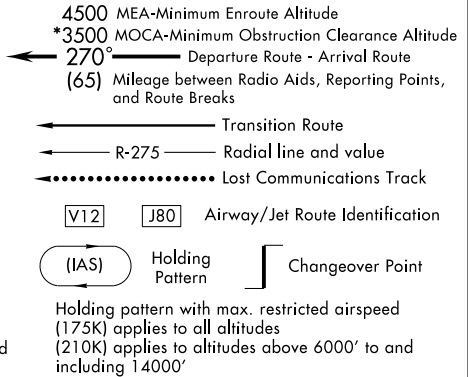 4500 MEA-Minimum Enroute Altitude
*3500 MOCA-Minimum Obstruction Clearance Altitude
270° Departure Route - Arrival Route
(65) Mileage between Radio Aids, Reporting Points,
and Route Breaks
Transition Route
R-275 Radial line and value
Lost Communications Track
V12 J80 Airway/Jet Route Identification
(IAS) Holding Pattern Changeover Point
Holding pattern with max. restricted airspeed
(175K) applies to all altitudes
(210K) applies to altitudes above 6000' to and
including 14000'